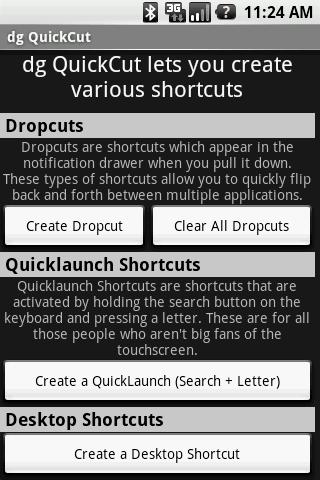 3G
?
11:24 AM
dg QuickCut
dg QuickCut lets you create
various shortcuts
Dropcuts
Dropcuts are shortcuts which appear in the
notification drawer when you pull it down.
These types of shortcuts allow you to quickly flip
back and forth between multiple applications.
Create Dropcut
Clear All Dropcuts
Quicklaunch Shortcuts
Quicklaunch Shortcuts are shortcuts that are
activated by holding the search button on the
keyboard and pressing a letter. These are for all
those people who aren't big fans of the
touchscreen.
Create a QuickLaunch (Search + Letter)
Desktop Shortcuts
Create a Desktop Shortcut